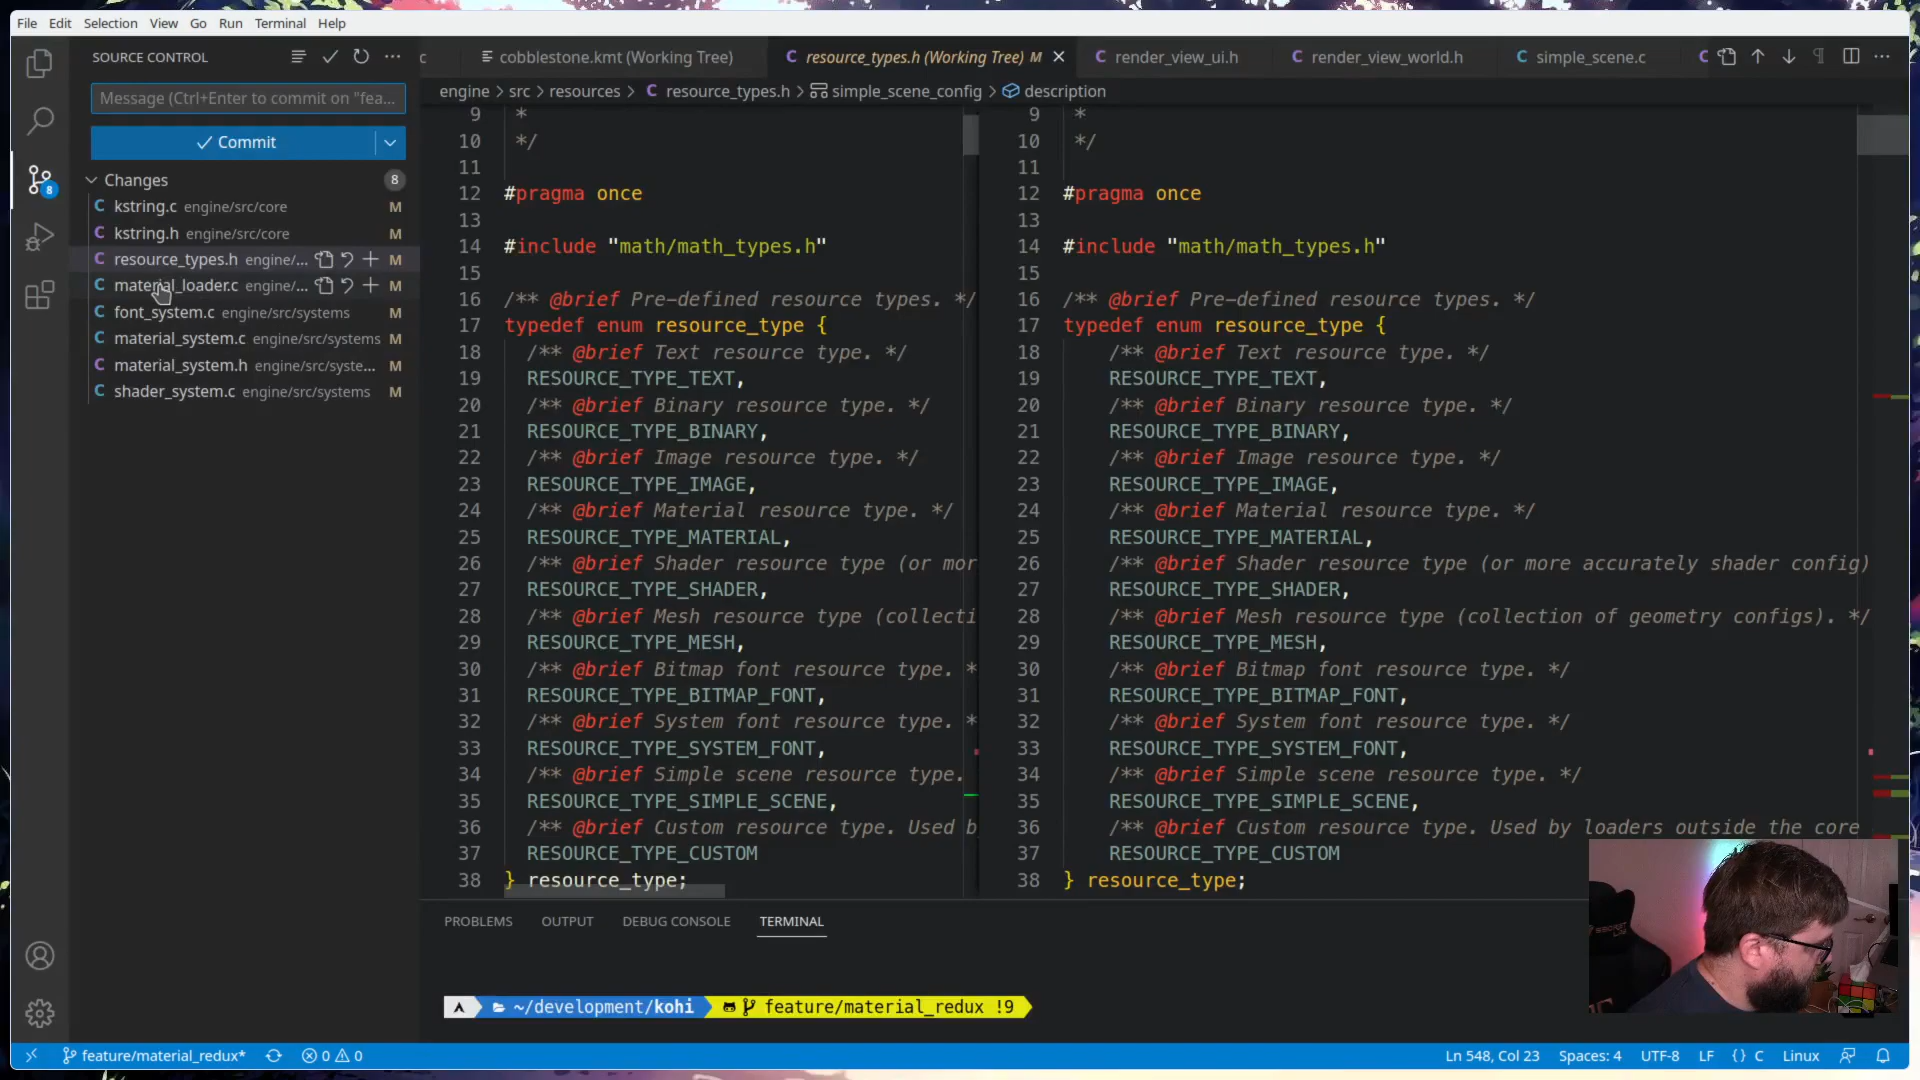 File Edit Selection View Go Run Terminal Help
SOURCE CONTROL
c cobblestone.kmt (Working Tree) C resource_types.h (Working Tree) M C render_view_ui.h C render_view_world.h C simple_scene.c C
engine > src > resources > C resource_types.h > simple_scene_config > description
Message (Ctrl+Enter to commit on "fea...
Commit
Changes 8
8
C kstring.c engine/src/core M
C kstring.h engine/src/core M
C resource_types.h engine/... M
C material_loader.c engine/... M
C font_system.c engine/src/systems M
C material_system.c engine/src/systems M
C material_system.h engine/src/syste... M
C shader_system.c engine/src/systems M
9 *
10 */
11
12 #pragma once
13
14 #include "math/math_types.h"
15
16 /** @brief Pre-defined resource types. */
17 typedef enum resource_type {
18 /** @brief Text resource type. */
19 RESOURCE_TYPE_TEXT,
20 /** @brief Binary resource type. */
21 RESOURCE_TYPE_BINARY,
22 /** @brief Image resource type. */
23 RESOURCE_TYPE_IMAGE,
24 /** @brief Material resource type. */
25 RESOURCE_TYPE_MATERIAL,
26 /** @brief Shader resource type (or mor
27 RESOURCE_TYPE_SHADER,
28 /** @brief Mesh resource type (collecti
29 RESOURCE_TYPE_MESH,
30 /** @brief Bitmap font resource type. *
31 RESOURCE_TYPE_BITMAP_FONT,
32 /** @brief System font resource type. *
33 RESOURCE_TYPE_SYSTEM_FONT,
34 /** @brief Simple scene resource type.
35 RESOURCE_TYPE_SIMPLE_SCENE,
36 /** @brief Custom resource type. Used b
37 RESOURCE_TYPE_CUSTOM
38 } resource_type;
9 *
10 */
11
12 #pragma once
13
14 #include "math/math_types.h"
15
16 /** @brief Pre-defined resource types. */
17 typedef enum resource_type {
18 /** @brief Text resource type. */
19 RESOURCE_TYPE_TEXT,
20 /** @brief Binary resource type. */
21 RESOURCE_TYPE_BINARY,
22 /** @brief Image resource type. */
23 RESOURCE_TYPE_IMAGE,
24 /** @brief Material resource type. */
25 RESOURCE_TYPE_MATERIAL,
26 /** @brief Shader resource type (or more accurately shader config)
27 RESOURCE_TYPE_SHADER,
28 /** @brief Mesh resource type (collection of geometry configs). */
29 RESOURCE_TYPE_MESH,
30 /** @brief Bitmap font resource type. */
31 RESOURCE_TYPE_BITMAP_FONT,
32 /** @brief System font resource type. */
33 RESOURCE_TYPE_SYSTEM_FONT,
34 /** @brief Simple scene resource type. */
35 RESOURCE_TYPE_SIMPLE_SCENE,
36 /** @brief Custom resource type. Used by loaders outside the core
37 RESOURCE_TYPE_CUSTOM
38 } resource_type;
PROBLEMS OUTPUT DEBUG CONSOLE TERMINAL
~/development/kohi feature/material_redux !9
feature/material_redux* 0 0 Ln 548, Col 23 Spaces: 4 UTF-8 LF {} C Linux